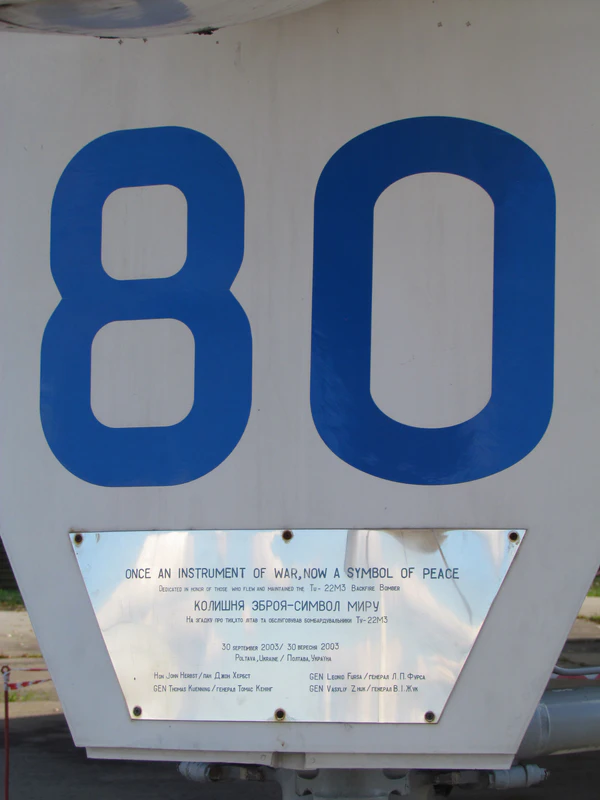 80
ONCE AN INSTRUMENT OF WAR, NOW A SYMBOL OF PEACE
DEDICATED IN HONOR OF THOSE WHO FLEW AND MAINTAINED THE TU-22M3 BACKFIRE BOMBER
КОЛИШНЯ ЗБРОЯ-СИМВОЛ МИРУ
НА ЗГАДКУ ПРО ТИХ, ХТО ЛІТАВ ТА ОБСЛУГОВУВАВ БОМБАРДУВАЛЬНИКИ ТУ-22М3
30 SEPTEMBER 2003/ 30 ВЕРЕСНЯ 2003
POLTAVA, UKRAINE / ПОЛТАВА, УКРАЇНА
HON JOHN HERBST/ПАН ДЖОН ХЕРБСТ GEN LEONID FURSA/ГЕНЕРАЛ Л.П.ФУРСА
GEN THOMAS KUENNING/ГЕНЕРАЛ ТОМАС КЕНІНГ GEN VASYLIF ZHUK/ГЕНЕРАЛ В.І.ЖУК